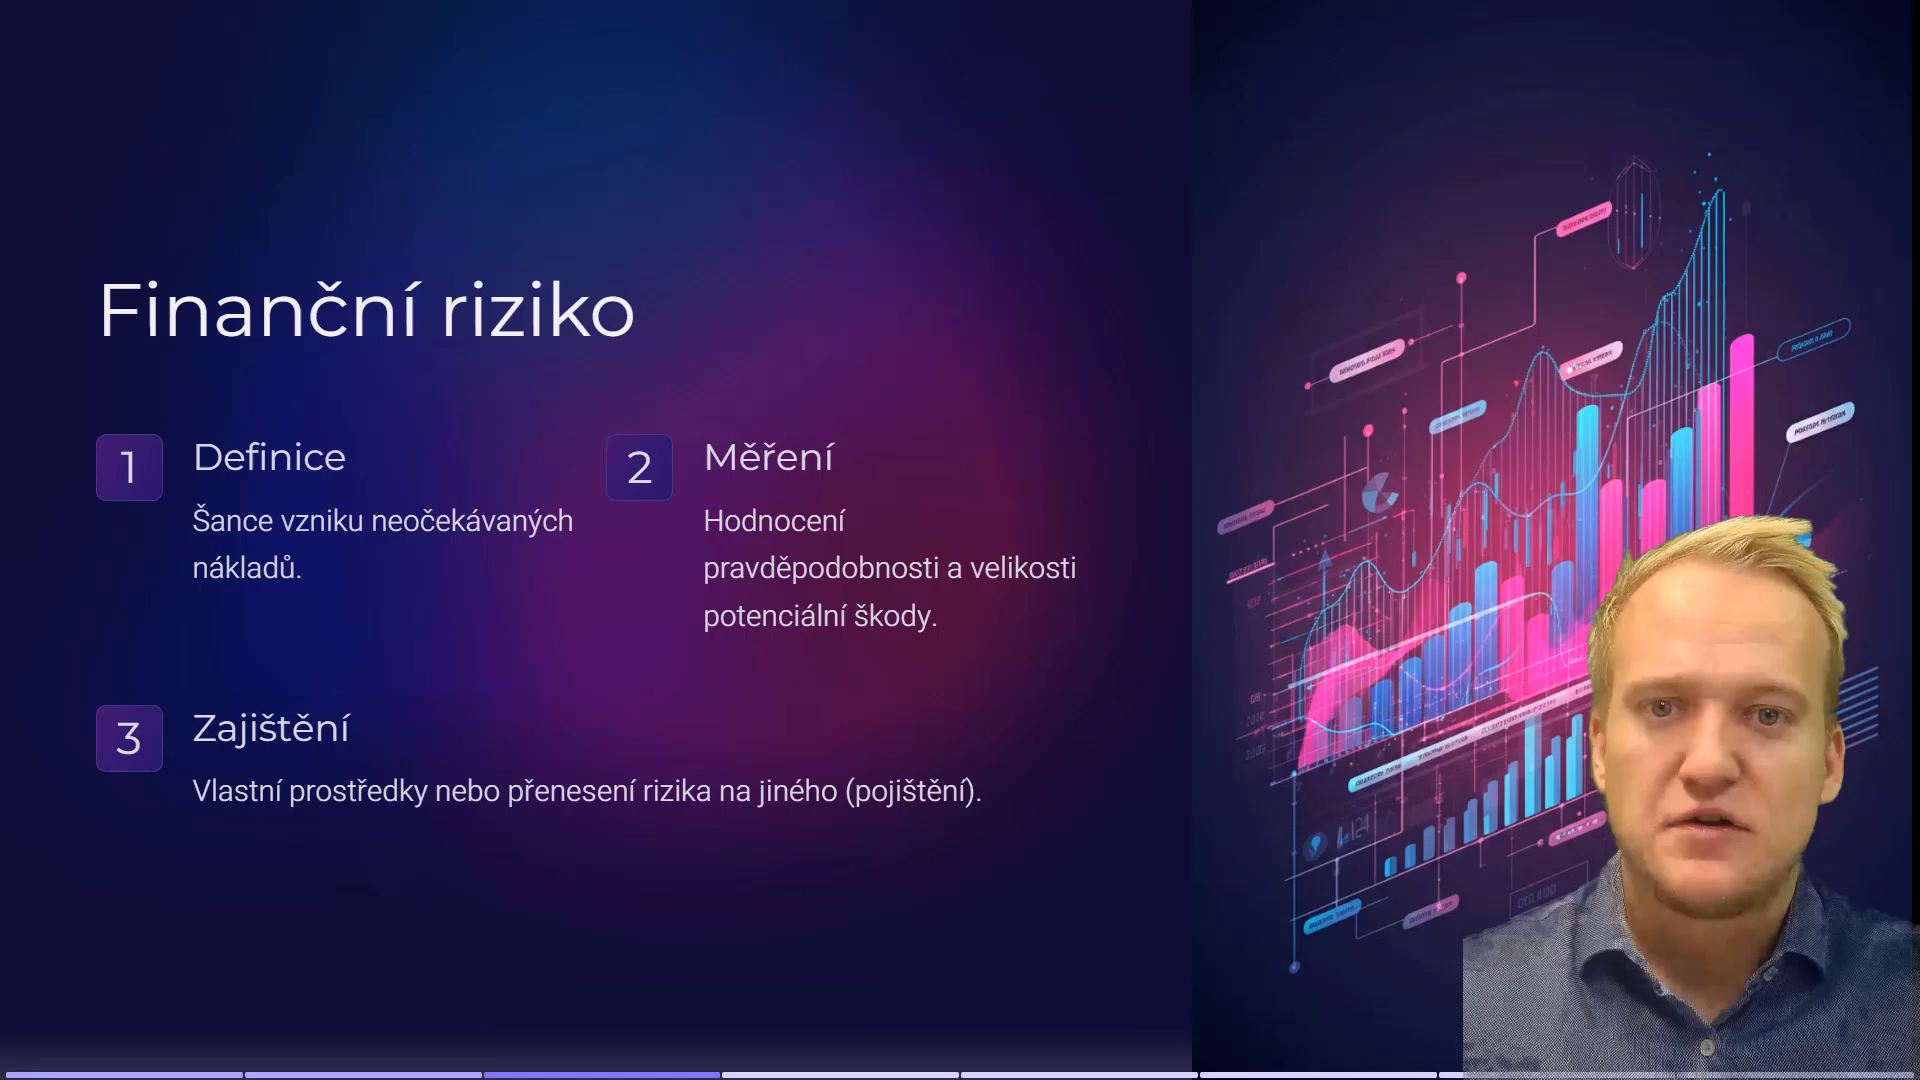 Finanční riziko
1
Definice
Šance vzniku neočekávaných
nákladů.
2
Měření
Hodnocení
pravděpodobnosti a velikosti
potenciální škody.
3
Zajištění
Vlastní prostředky nebo přenesení rizika na jiného (pojištění).